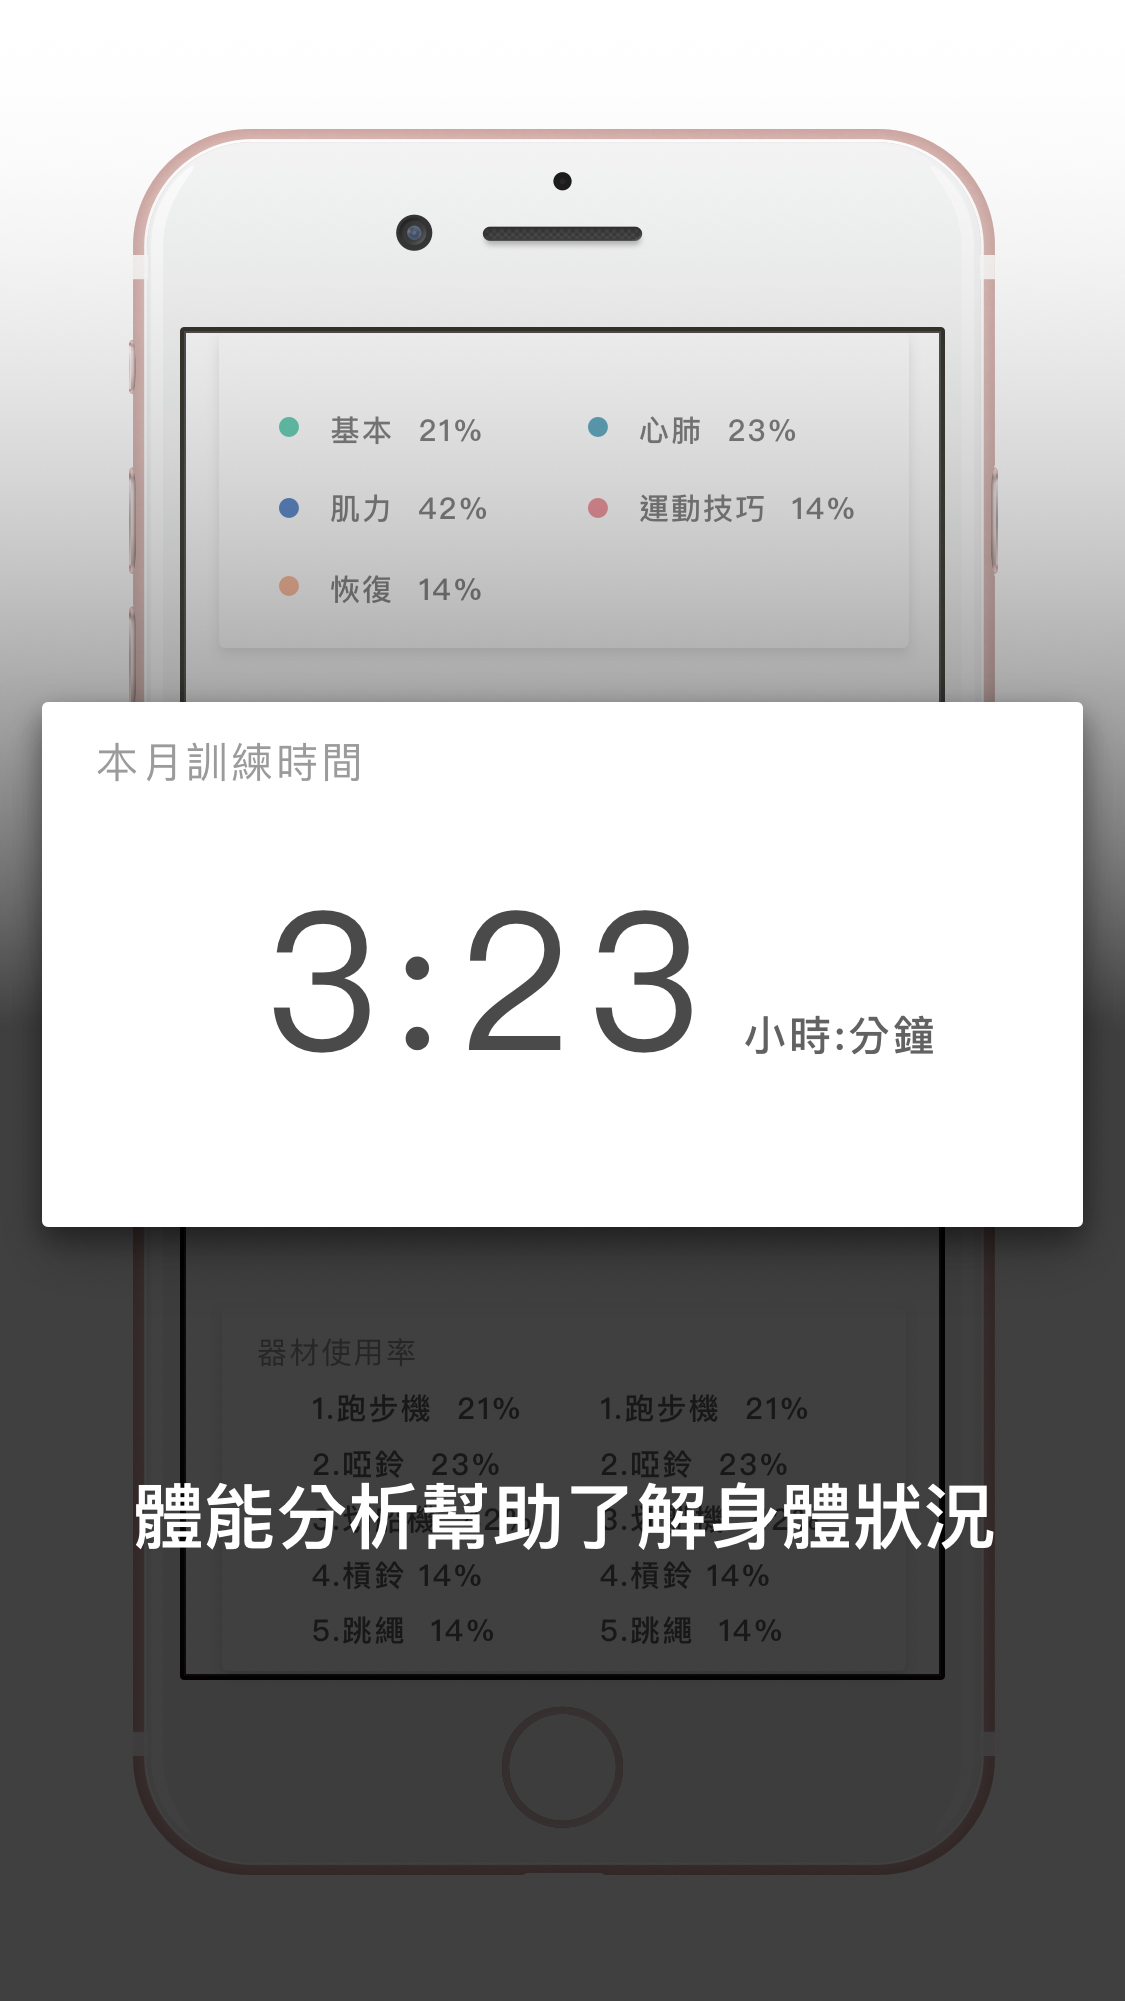 基本 21% 心肺 23%
肌力 42% 運動技巧 14%
恢復 14%
本月訓練時間
3:23 小時:分鐘
器材使用率
1.跑步機 21% 1.跑步機 21%
2.啞鈴 23% 2.啞鈴 23%
體能分析幫助了解身體狀況
4.槓鈴 14% 4.槓鈴 14%
5.跳繩 14% 5.跳繩 14%